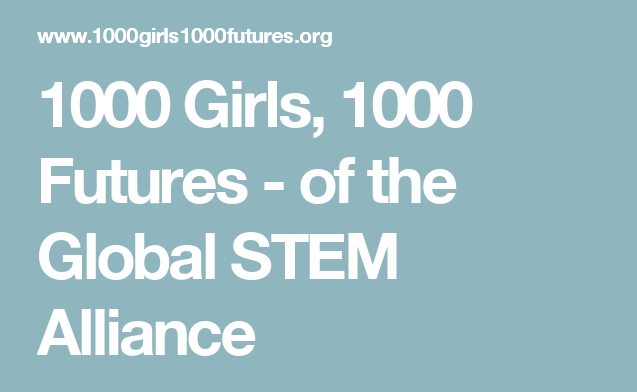 www.1000girls1000futures.org
1000 Girls, 1000
Futures - of the
Global STEM
Alliance